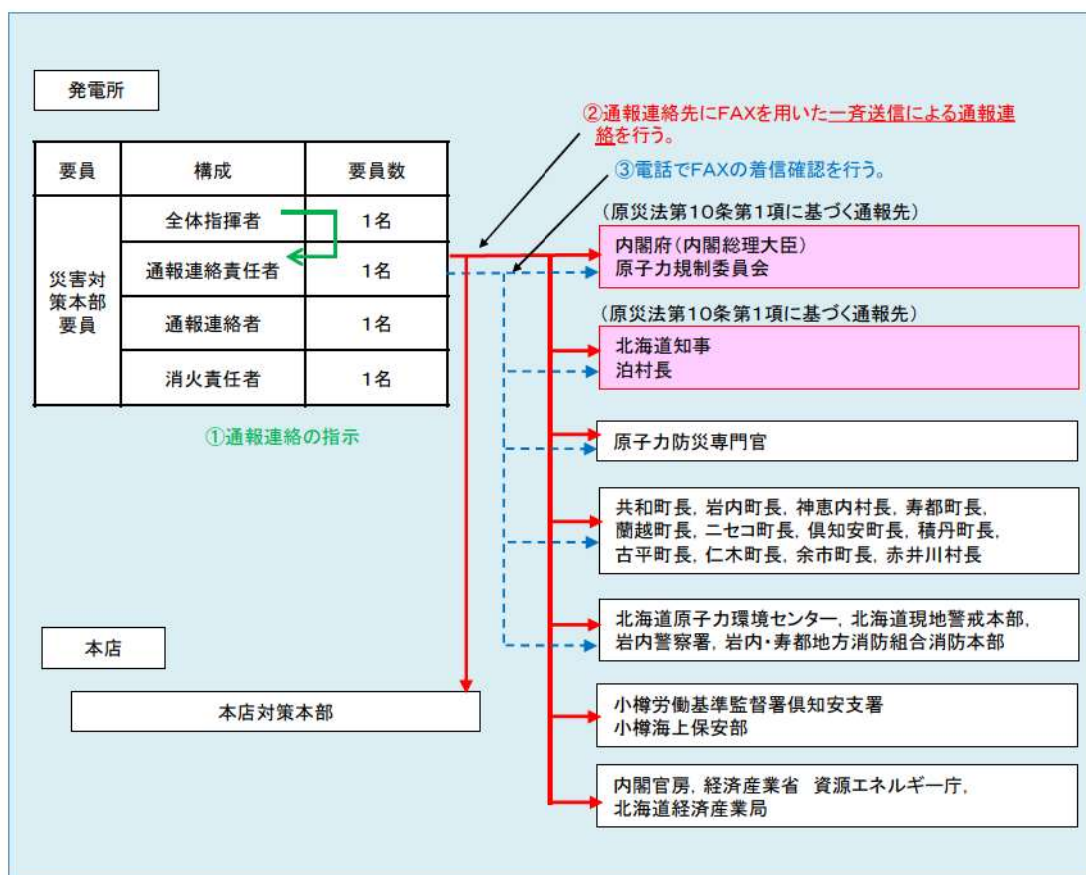 発電所
②通報連絡先にFAXを用いた一斉送信による通報連
絡を行う。
③電話でFAXの着信確認を行う。
要員 構成 要員数
災害対
策本部
要員
全体指揮者 1名
通報連絡責任者 1名
通報連絡者 1名
消火責任者 1名
①通報連絡の指示
(原災法第10条第1項に基づく通報先)
内閣府(内閣総理大臣)
原子力規制委員会
(原災法第10条第1項に基づく通報先)
北海道知事
泊村長
原子力防災専門官
共和町長,岩内町長,神恵内村長,寿都町長,
蘭越町長,ニセコ町長,倶知安町長,積丹町長,
古平町長,仁木町長,余市町長,赤井川村長
北海道原子力環境センター,北海道現地警戒本部,
岩内警察署,岩内・寿都地方消防組合消防本部
小樽労働基準監督署倶知安支署
小樽海上保安部
内閣官房,経済産業省 資源エネルギー庁,
北海道経済産業局
本店
本店対策本部